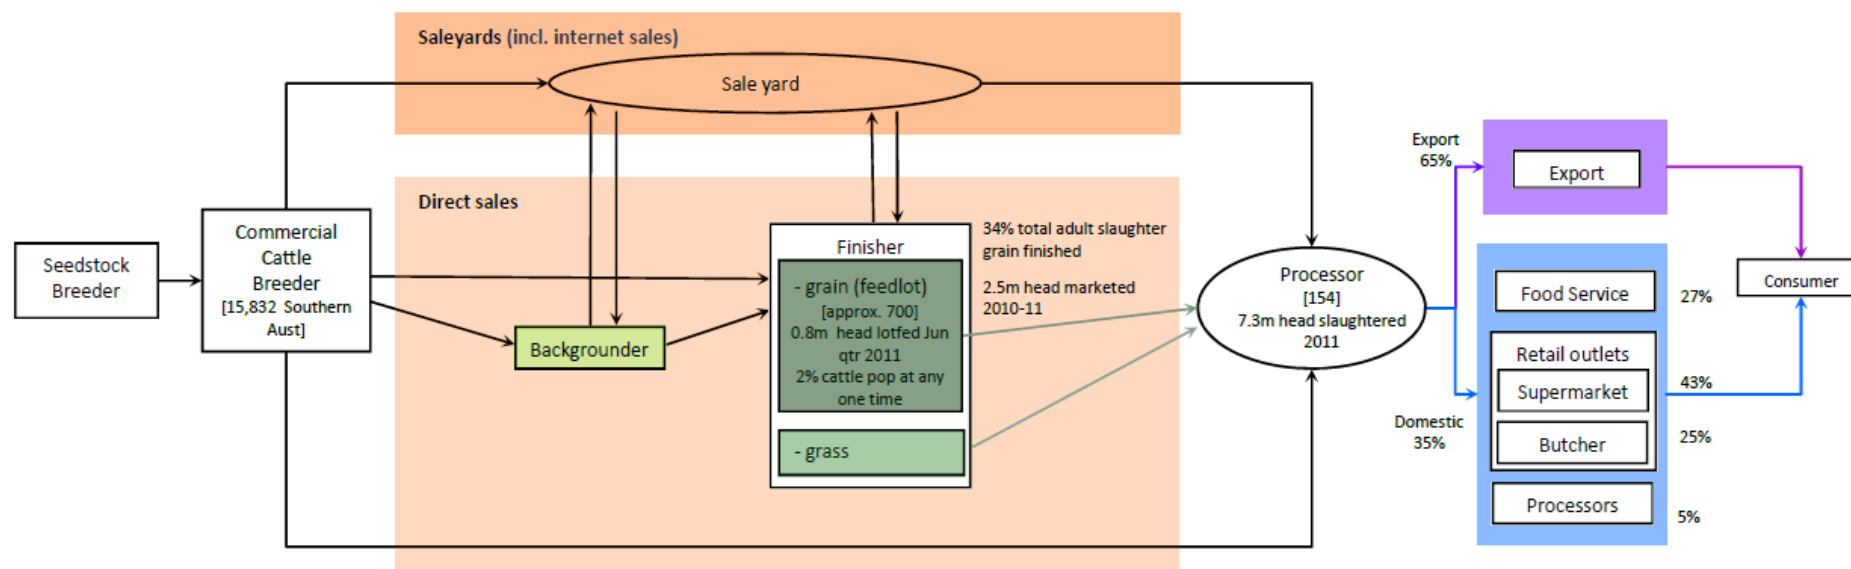 Saleyards (incl. internet sales)
Sale yard
Direct sales
Seedstock
Breeder
Commercial
Cattle
Breeder
[15,832 Southern
Aust]
Backgrounder
Finisher
- grain (feedlot)
[approx. 700]
0.8m head lotfed Jun
qtr 2011
2% cattle pop at any
one time
- grass
34% total adult slaughter
grain finished
2.5m head marketed
2010-11
Processor
[154]
7.3m head slaughtered
2011
Export
65%
Domestic
35%
Export
Food Service
27%
Retail outlets
Supermarket
43%
Butcher
25%
Processors
5%
Consumer